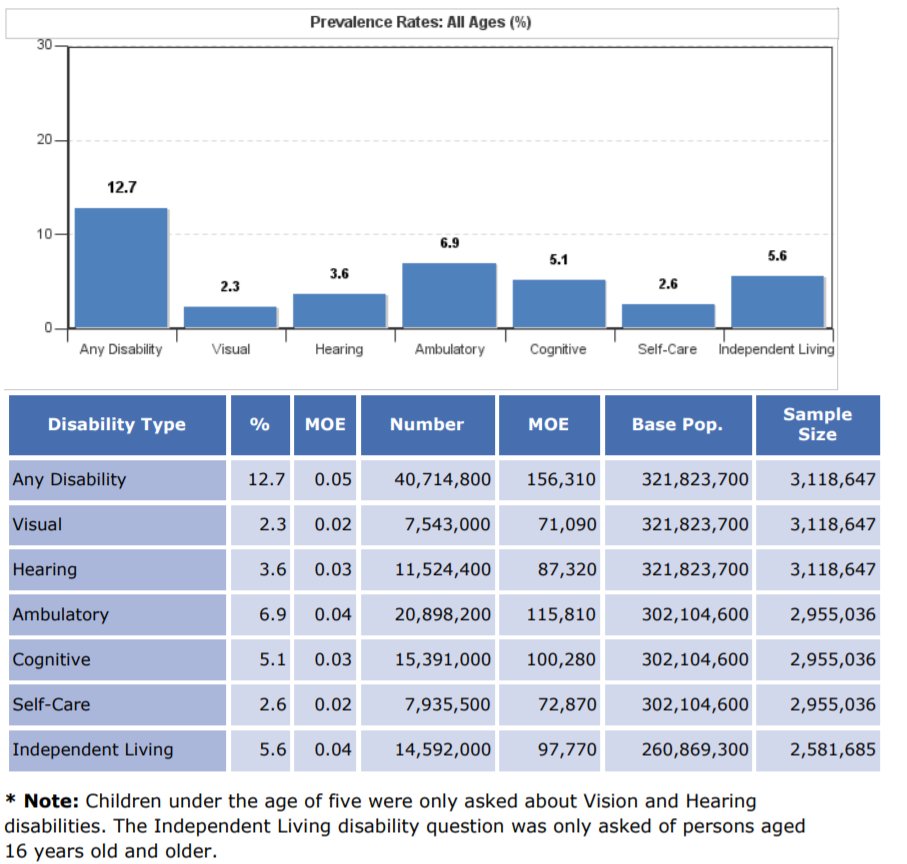 Prevalence Rates: All Ages (%)
30
20
10
0
12.7
2.3
3.6
6.9
5.1
2.6
5.6
Any Disability Visual Hearing Ambulatory Cognitive Self-Care Independent Living
Disability Type % MOE Number MOE Base Pop. Sample Size
Any Disability 12.7 0.05 40,714,800 156,310 321,823,700 3,118,647
Visual 2.3 0.02 7,543,000 71,090 321,823,700 3,118,647
Hearing 3.6 0.03 11,524,400 87,320 321,823,700 3,118,647
Ambulatory 6.9 0.04 20,898,200 115,810 302,104,600 2,955,036
Cognitive 5.1 0.03 15,391,000 100,280 302,104,600 2,955,036
Self-Care 2.6 0.02 7,935,500 72,870 302,104,600 2,955,036
Independent Living 5.6 0.04 14,592,000 97,770 260,869,300 2,581,685
* Note: Children under the age of five were only asked about Vision and Hearing
disabilities. The Independent Living disability question was only asked of persons aged
16 years old and older.